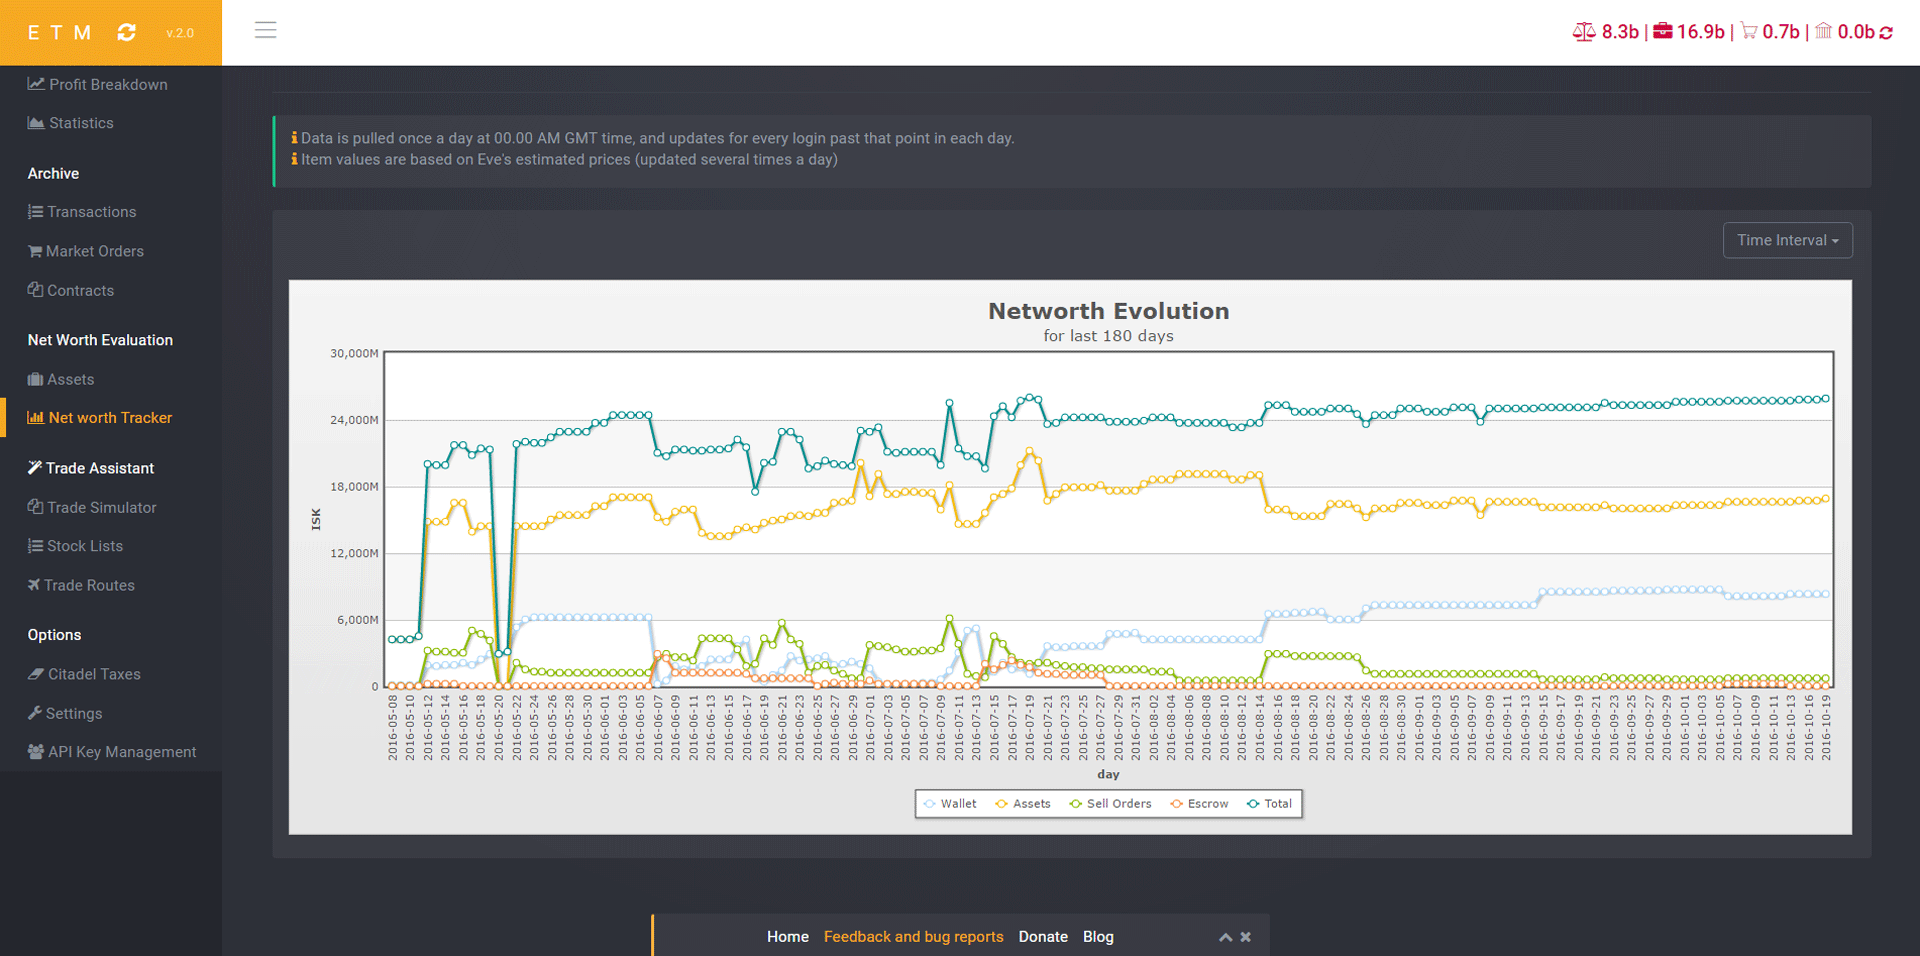 E T M v.2.0
8.3b | 16.9b | 0.7b | 0.0b
Profit Breakdown
Statistics
Archive
Transactions
Market Orders
Contracts
Net Worth Evaluation
Assets
Net worth Tracker
Trade Assistant
Trade Simulator
Stock Lists
Trade Routes
Options
Citadel Taxes
Settings
API Key Management
Data is pulled once a day at 00.00 AM GMT time, and updates for every login past that point in each day.
Item values are based on Eve's estimated prices (updated several times a day)
Time Interval
Networth Evolution
for last 180 days
30,000M
24,000M
18,000M
12,000M
6,000M
0
ISK
2016-05-08
2016-05-10
2016-05-12
2016-05-14
2016-05-16
2016-05-18
2016-05-20
2016-05-22
2016-05-24
2016-05-26
2016-05-28
2016-05-30
2016-06-01
2016-06-03
2016-06-05
2016-06-07
2016-06-09
2016-06-11
2016-06-13
2016-06-15
2016-06-17
2016-06-19
2016-06-21
2016-06-23
2016-06-25
2016-06-27
2016-06-29
2016-07-01
2016-07-03
2016-07-05
2016-07-07
2016-07-09
2016-07-11
2016-07-13
2016-07-15
2016-07-17
2016-07-19
2016-07-21
2016-07-23
2016-07-25
2016-07-27
2016-07-29
2016-07-31
2016-08-02
2016-08-04
2016-08-06
2016-08-08
2016-08-10
2016-08-12
2016-08-14
2016-08-16
2016-08-18
2016-08-20
2016-08-22
2016-08-24
2016-08-26
2016-08-28
2016-08-30
2016-09-01
2016-09-03
2016-09-05
2016-09-07
2016-09-09
2016-09-11
2016-09-13
2016-09-15
2016-09-17
2016-09-19
2016-09-21
2016-09-23
2016-09-25
2016-09-27
2016-09-29
2016-10-01
2016-10-03
2016-10-05
2016-10-07
2016-10-09
2016-10-11
2016-10-13
2016-10-16
2016-10-19
day
Wallet Assets Sell Orders Escrow Total
Home Feedback and bug reports Donate Blog